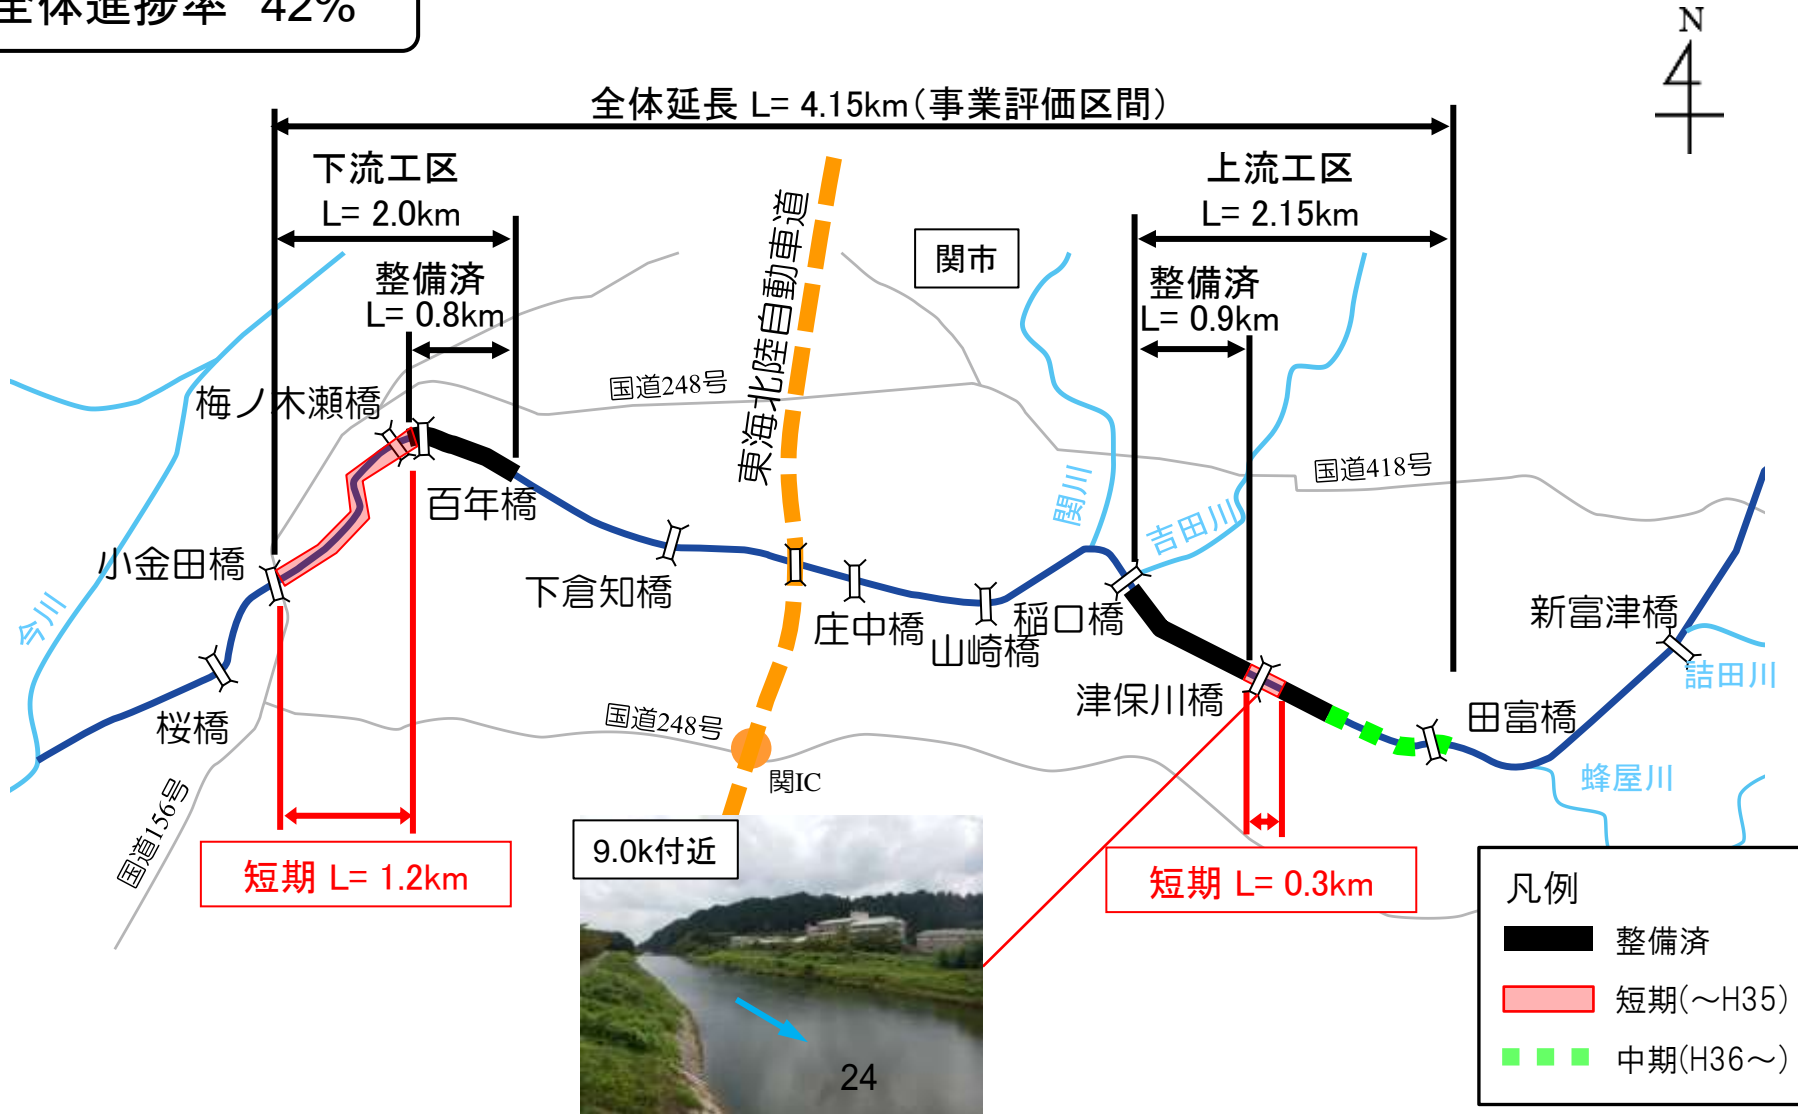 全体進捗率 42%
N
全体延長 L= 4.15km(事業評価区間)
下流工区
L= 2.0km
上流工区
L= 2.15km
整備済
L= 0.8km
関市
整備済
L= 0.9km
東海北陸自動車道
梅ノ木瀬橋
国道248号
国道418号
百年橋
関川
吉田川
小金田橋
下倉知橋
今川
庄中橋
山崎橋
稲口橋
新富津橋
詰田川
桜橋
国道248号
津保川橋
田富橋
関IC
蜂屋川
国道156号
短期 L= 1.2km
9.0k付近
短期 L= 0.3km
凡例
整備済
短期(～H35)
中期(H36～)
24